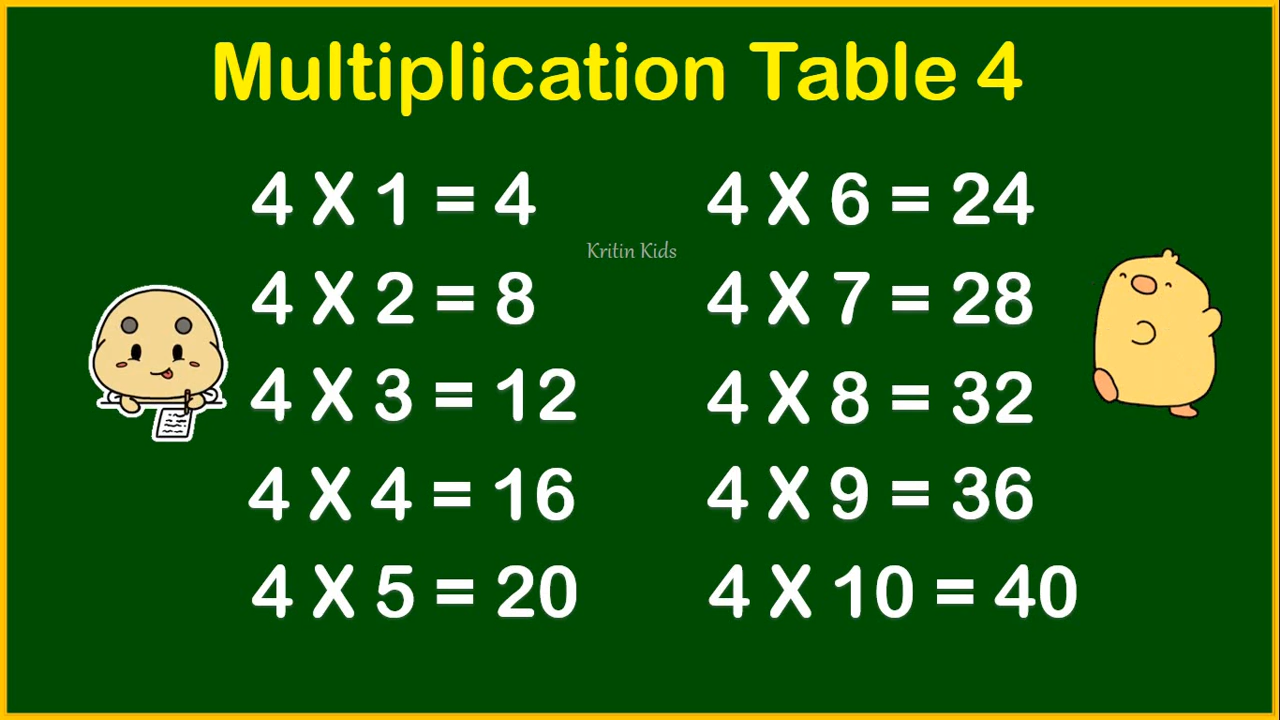 Multiplication Table 4
4 X 1 = 4
4 X 2 = 8
4 X 3 = 12
4 X 4 = 16
4 X 5 = 20
4 X 6 = 24
4 X 7 = 28
4 X 8 = 32
4 X 9 = 36
4 X 10 = 40
Kritin Kids